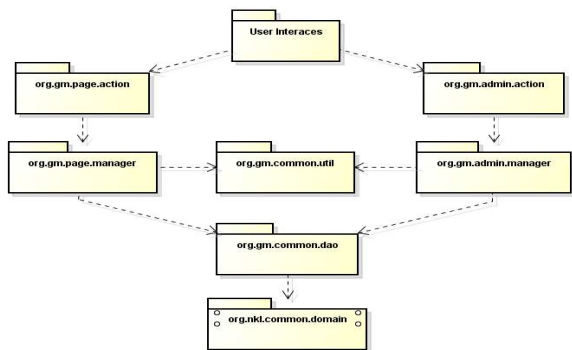 User Interaces
org.gm.page.action
org.gm.admin.action
org.gm.page.manager
org.gm.common.util
org.gm.admin.manager
org.gm.common.dao
org.nkl.common.domain